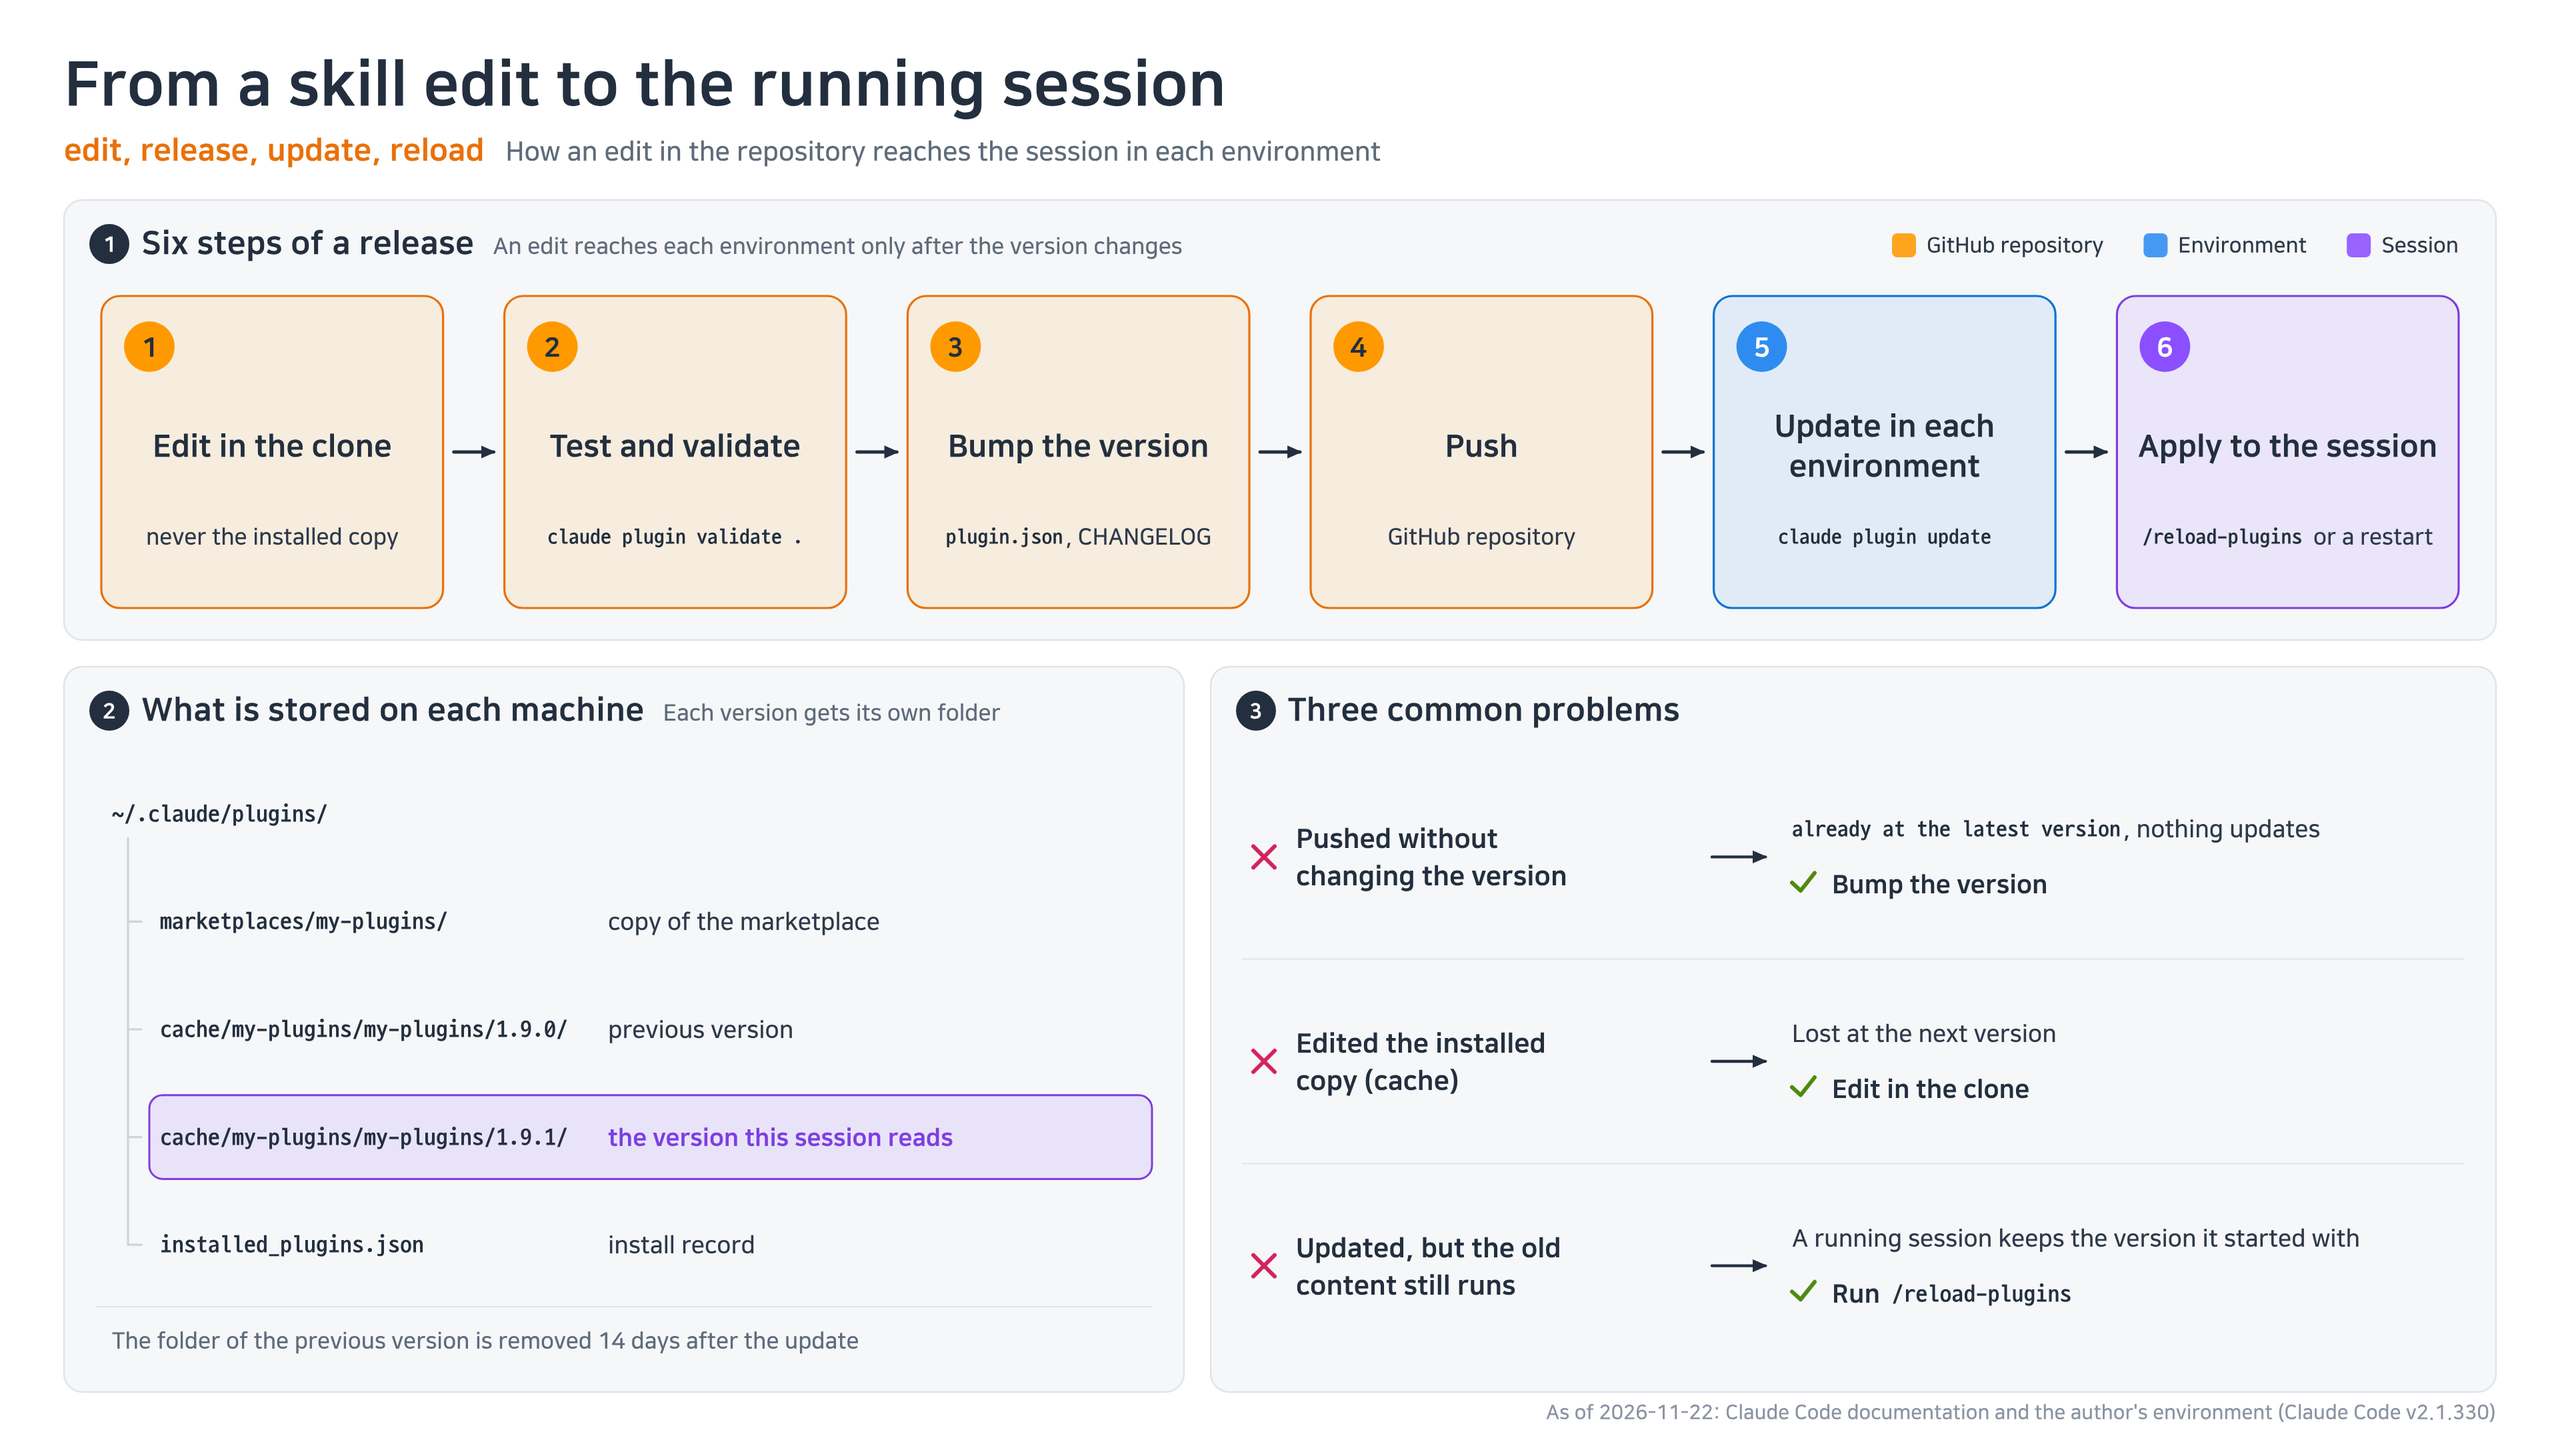 From a skill edit to the running session
edit, release, update, reload How an edit in the repository reaches the session in each environment
1 Six steps of a release An edit reaches each environment only after the version changes
GitHub repository Environment Session
1
Edit in the clone
never the installed copy
2
Test and validate
claude plugin validate .
3
Bump the version
plugin.json, CHANGELOG
4
Push
GitHub repository
5
Update in each
environment
claude plugin update
6
Apply to the session
/reload-plugins or a restart
2 What is stored on each machine Each version gets its own folder
~/.claude/plugins/
marketplaces/my-plugins/ copy of the marketplace
cache/my-plugins/my-plugins/1.9.0/ previous version
cache/my-plugins/my-plugins/1.9.1/ the version this session reads
installed_plugins.json install record
The folder of the previous version is removed 14 days after the update
3 Three common problems
Pushed without
changing the version
already at the latest version, nothing updates
Bump the version
Edited the installed
copy (cache)
Lost at the next version
Edit in the clone
Updated, but the old
content still runs
A running session keeps the version it started with
Run /reload-plugins
As of 2026-11-22: Claude Code documentation and the author's environment (Claude Code v2.1.330)